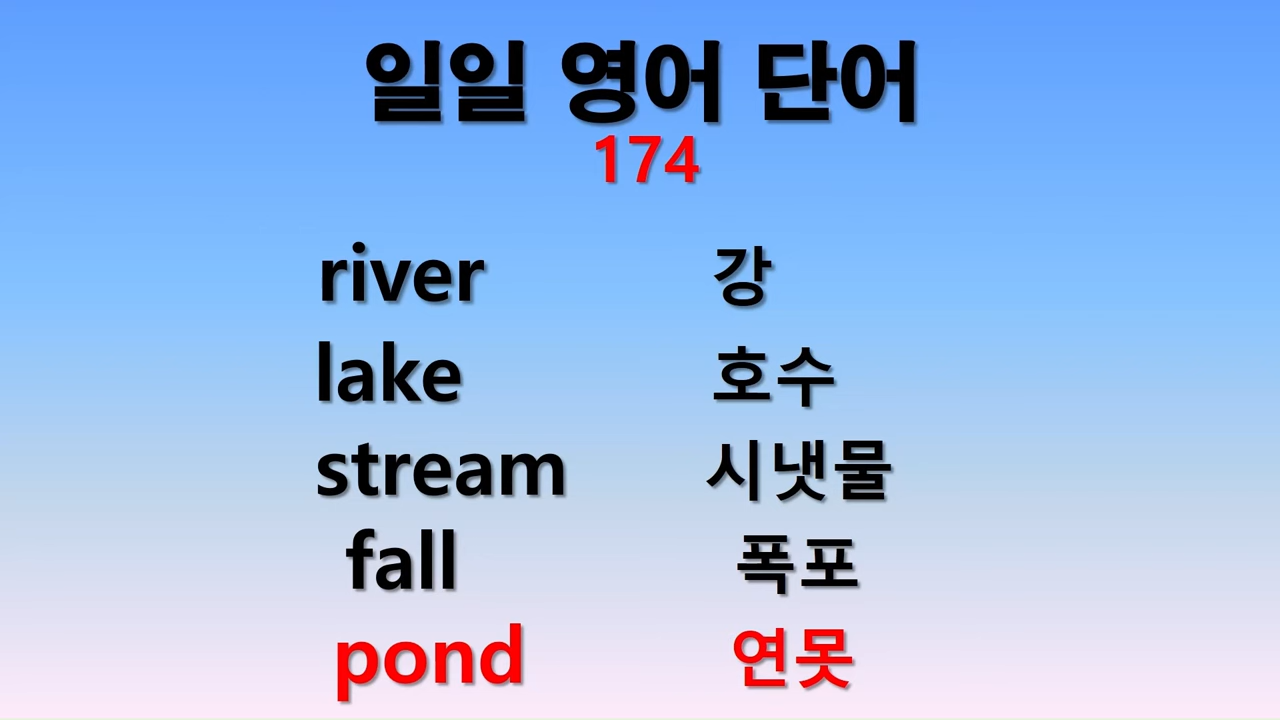 일일 영어 단어
174
river 강
lake 호수
stream 시냇물
fall 폭포
pond 연못